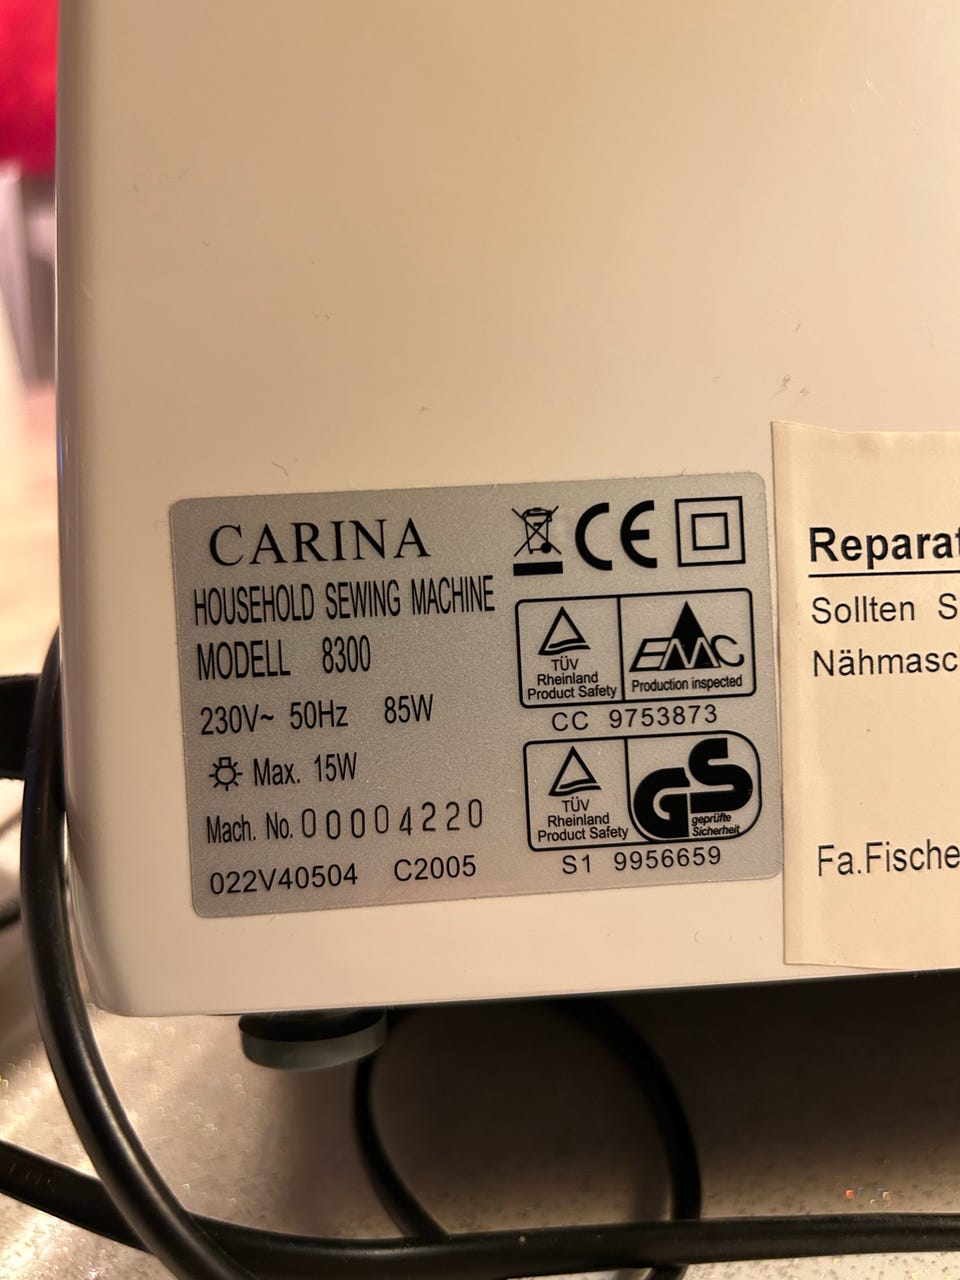 CARINA
HOUSEHOLD SEWING MACHINE
MODELL 8300
230V~ 50Hz 85W
Max. 15W
Mach. No. 00004220
022V40504 C2005
CE
TÜV
Rheinland
Product Safety
EMC
Production inspected
CC 9753873
TÜV
Rheinland
Product Safety
GS
geprüfte
Sicherheit
S1 9956659
Reparat
Sollten S
Nähmasc
Fa.Fische